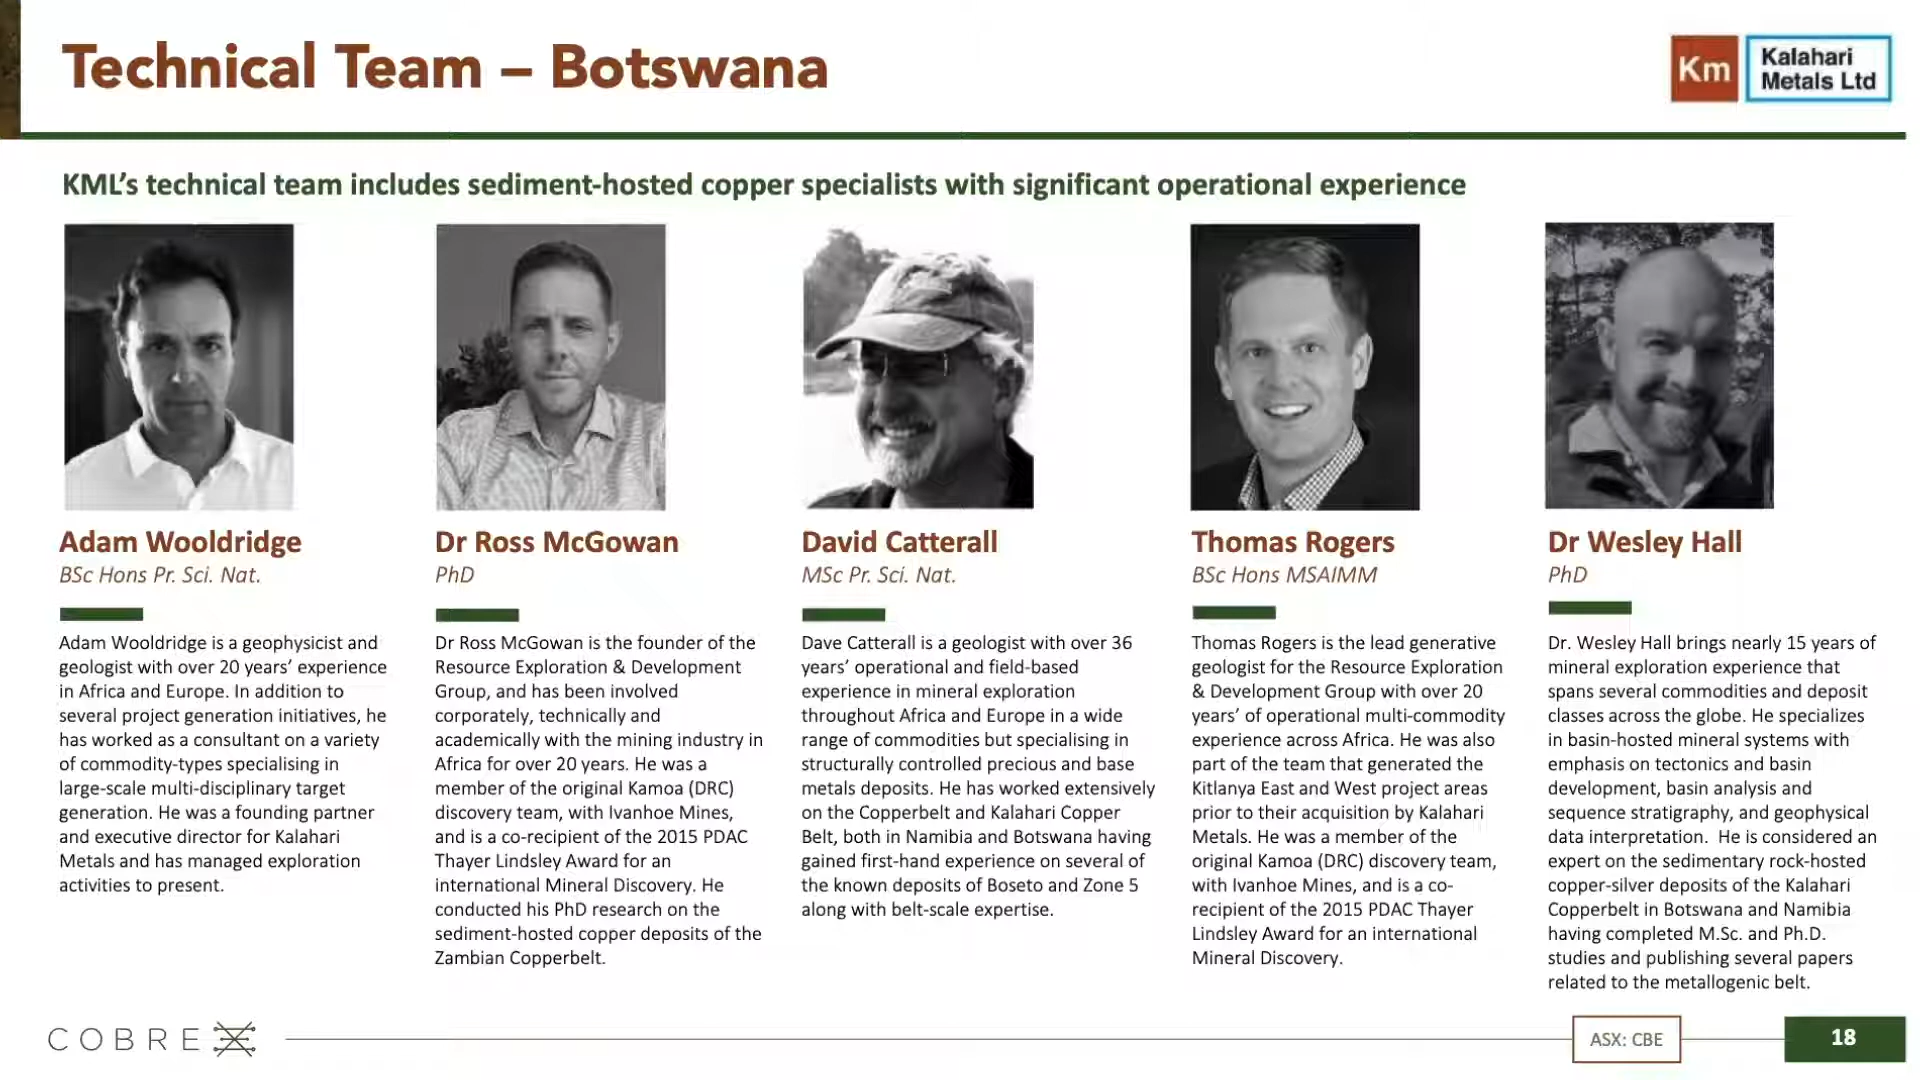 Technical Team – Botswana
Km
Kalahari
Metals Ltd
KML's technical team includes sediment-hosted copper specialists with significant operational experience
Adam Wooldridge
BSc Hons Pr. Sci. Nat.
Adam Wooldridge is a geophysicist and
geologist with over 20 years' experience
in Africa and Europe. In addition to
several project generation initiatives, he
has worked as a consultant on a variety
of commodity-types specialising in
large-scale multi-disciplinary target
generation. He was a founding partner
and executive director for Kalahari
Metals and has managed exploration
activities to present.
Dr Ross McGowan
PhD
Dr Ross McGowan is the founder of the
Resource Exploration & Development
Group, and has been involved
corporately, technically and
academically with the mining industry in
Africa for over 20 years. He was a
member of the original Kamoa (DRC)
discovery team, with Ivanhoe Mines,
and is a co-recipient of the 2015 PDAC
Thayer Lindsley Award for an
international Mineral Discovery. He
conducted his PhD research on the
sediment-hosted copper deposits of the
Zambian Copperbelt.
David Catterall
MSc Pr. Sci. Nat.
Dave Catterall is a geologist with over 36
years' operational and field-based
experience in mineral exploration
throughout Africa and Europe in a wide
range of commodities but specialising in
structurally controlled precious and base
metals deposits. He has worked extensively
on the Copperbelt and Kalahari Copper
Belt, both in Namibia and Botswana having
gained first-hand experience on several of
the known deposits of Boseto and Zone 5
along with belt-scale expertise.
Thomas Rogers
BSc Hons MSAIMM
Thomas Rogers is the lead generative
geologist for the Resource Exploration
& Development Group with over 20
years' of operational multi-commodity
experience across Africa. He was also
part of the team that generated the
Kitlanya East and West project areas
prior to their acquisition by Kalahari
Metals. He was a member of the
original Kamoa (DRC) discovery team,
with Ivanhoe Mines, and is a co-
recipient of the 2015 PDAC Thayer
Lindsley Award for an international
Mineral Discovery.
Dr Wesley Hall
PhD
Dr. Wesley Hall brings nearly 15 years of
mineral exploration experience that
spans several commodities and deposit
classes across the globe. He specializes
in basin-hosted mineral systems with
emphasis on tectonics and basin
development, basin analysis and
sequence stratigraphy, and geophysical
data interpretation. He is considered an
expert on the sedimentary rock-hosted
copper-silver deposits of the Kalahari
Copperbelt in Botswana and Namibia
having completed M.Sc. and Ph.D.
studies and publishing several papers
related to the metallogenic belt.
COBRE
ASX: CBE
18